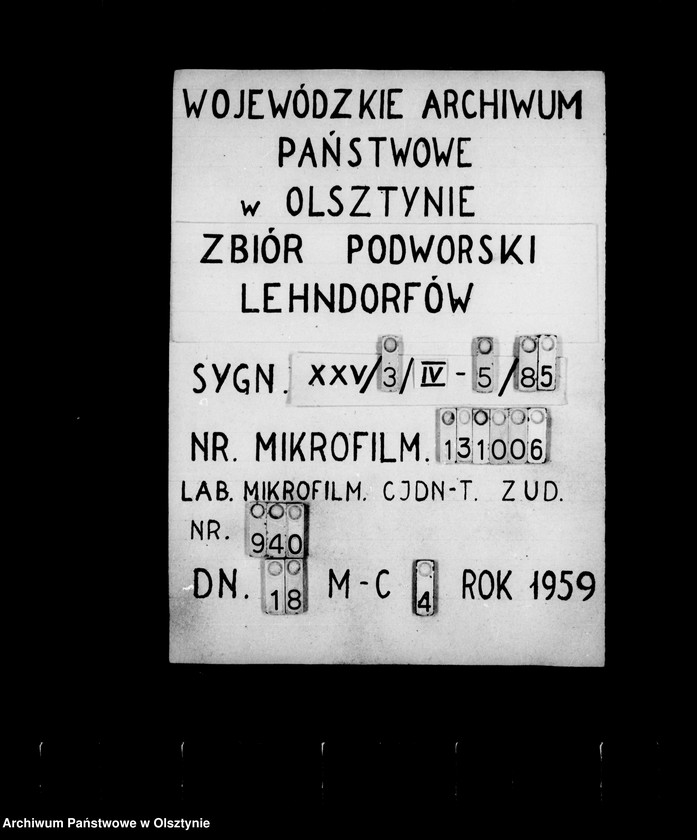 WOJEWÓDZKIE ARCHIWUM
PAŃSTWOWE
w OLSZTYNIE
ZBIÓR PODWORSKI
LEHNDORFÓW
SYGN. XXV/3/IV-5/85
NR. MIKROFILM. 131006
LAB. MIKROFILM. CJDN-T. ZUD.
NR. 940
DN. 18 M-C 4 ROK 1959
Archiwum Państwowe w Olsztynie